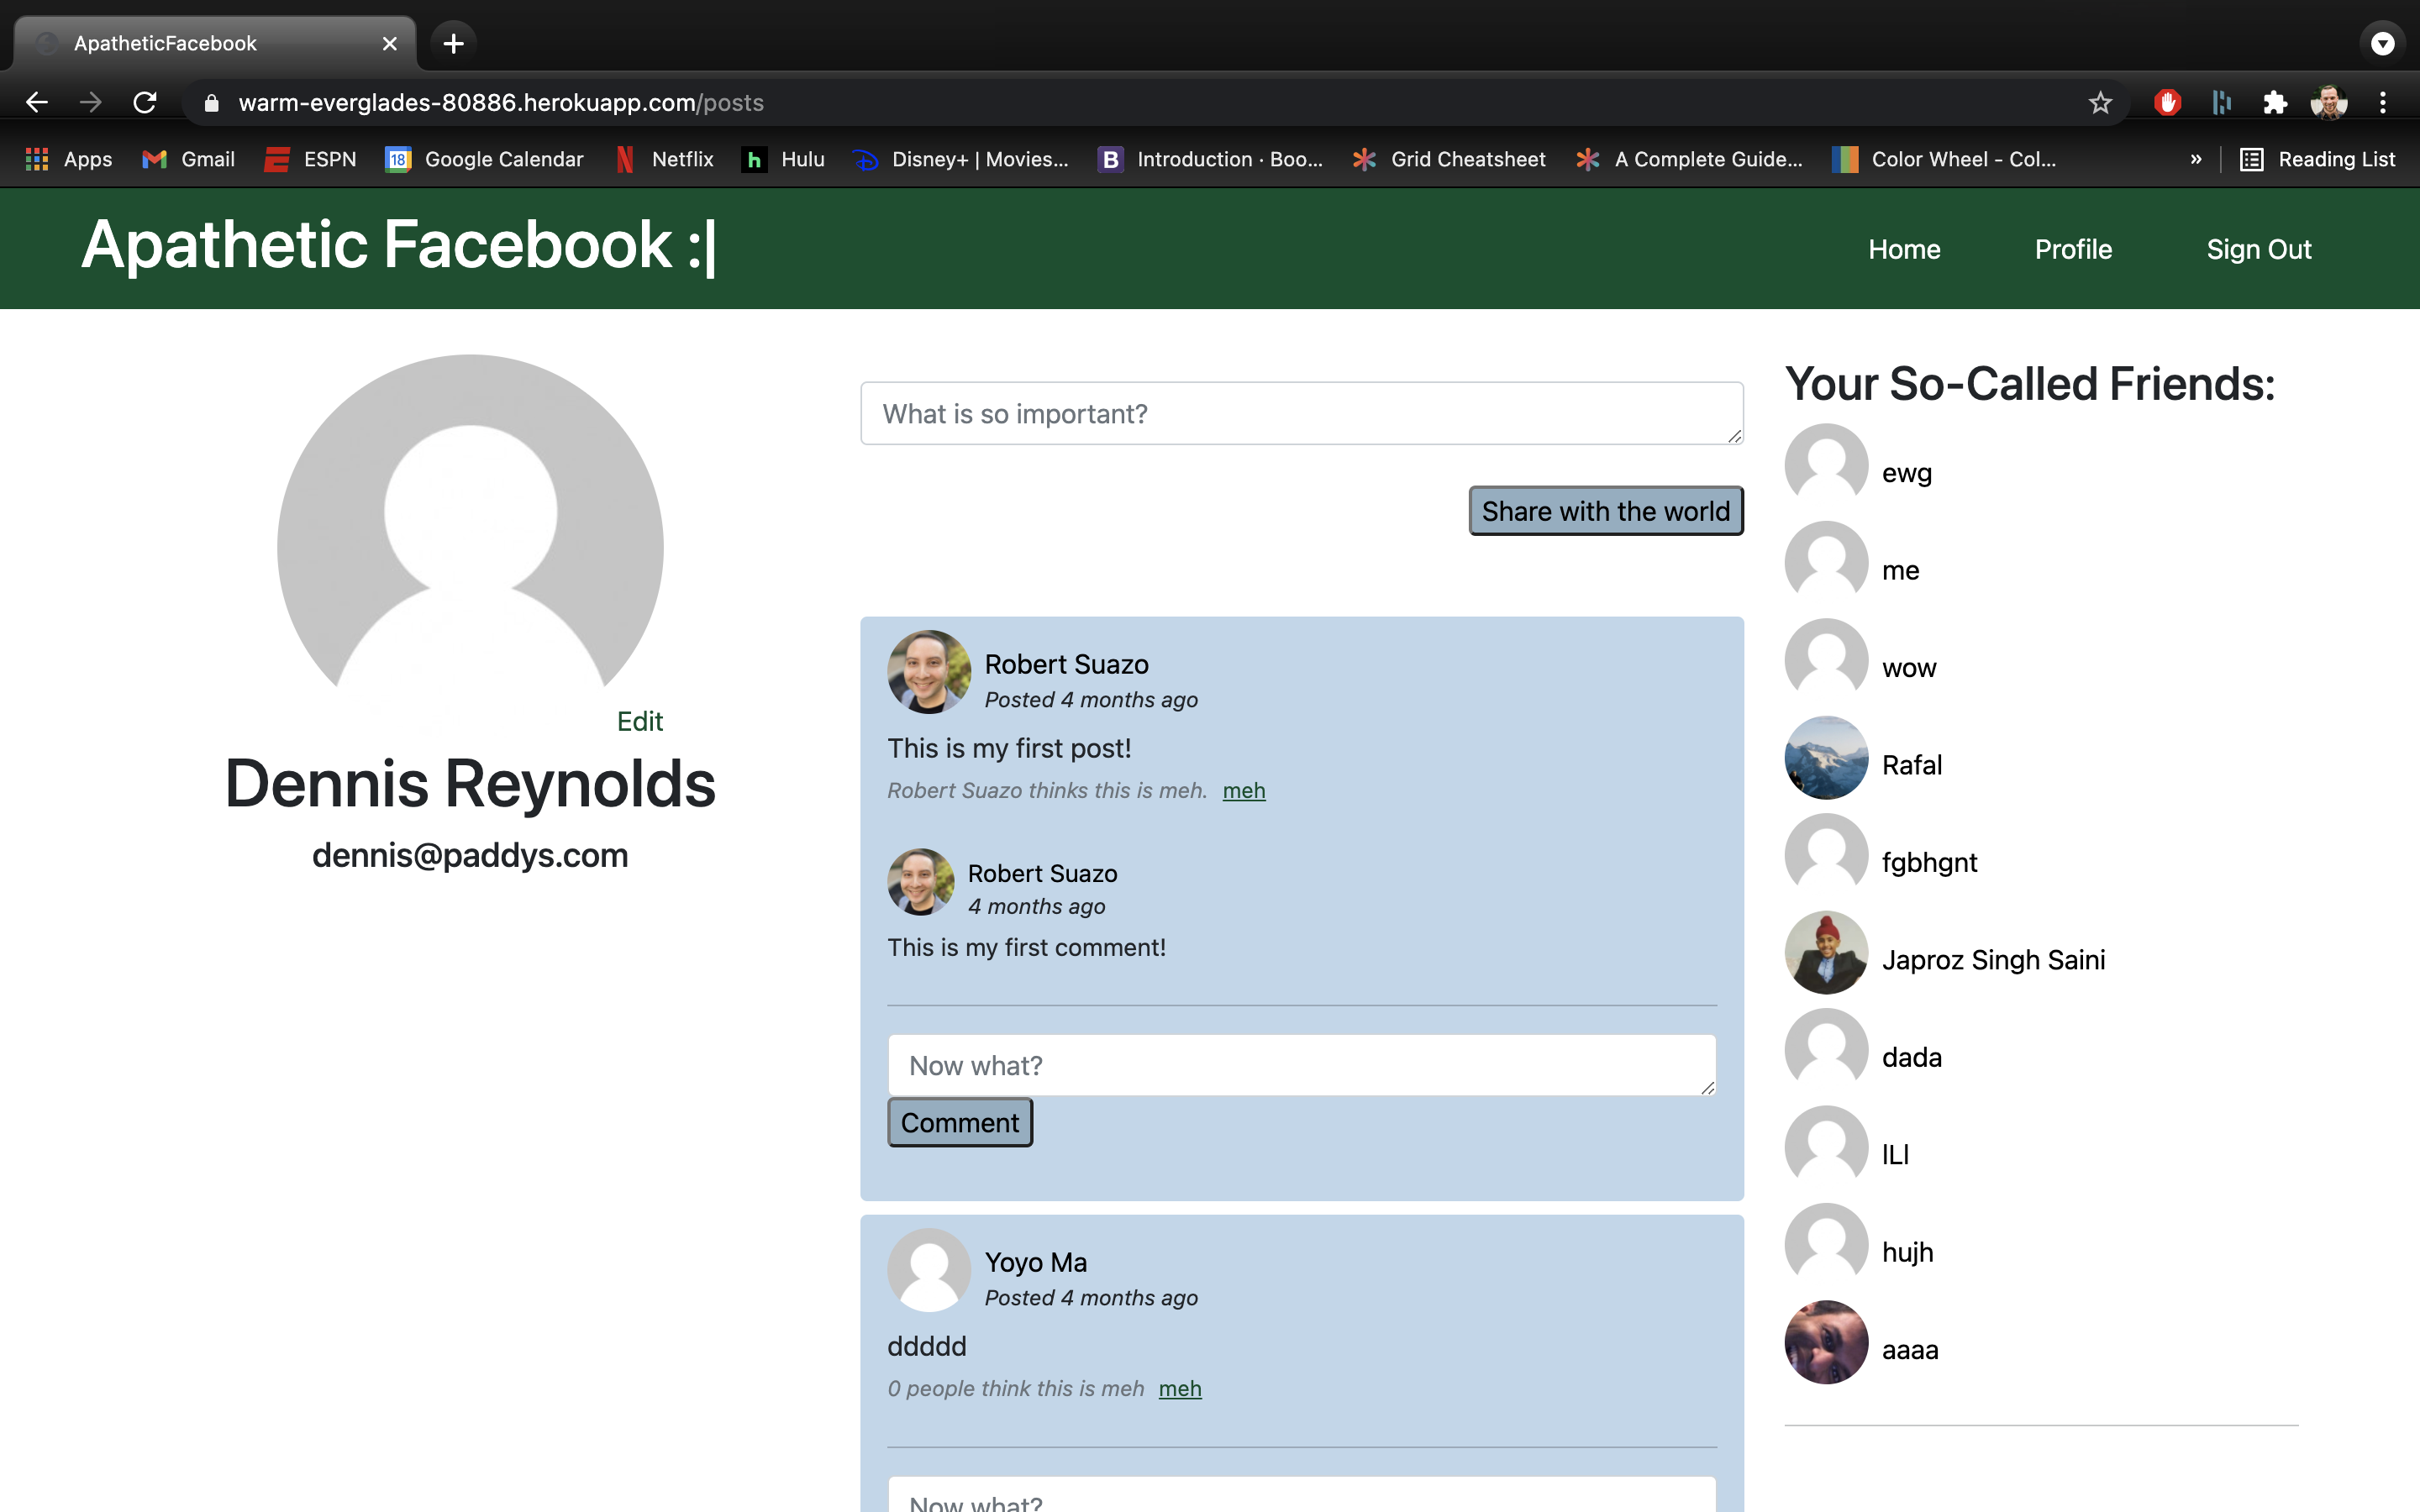 ApatheticFacebook
warm-everglades-80886.herokuapp.com/posts
Apps Gmail ESPN 18 Google Calendar Netflix h Hulu Disney+ | Movies... B Introduction · Boo... Grid Cheatsheet A Complete Guide... Color Wheel - Col... » Reading List
Apathetic Facebook :|
Home Profile Sign Out
Edit
Dennis Reynolds
dennis@paddys.com
What is so important?
Share with the world
Robert Suazo
Posted 4 months ago
This is my first post!
Robert Suazo thinks this is meh. meh
Robert Suazo
4 months ago
This is my first comment!
Now what?
Comment
Yoyo Ma
Posted 4 months ago
ddddd
0 people think this is meh meh
Now what?
Your So-Called Friends:
ewg
me
wow
Rafal
fgbhgnt
Japroz Singh Saini
dada
lLl
hujh
aaaa